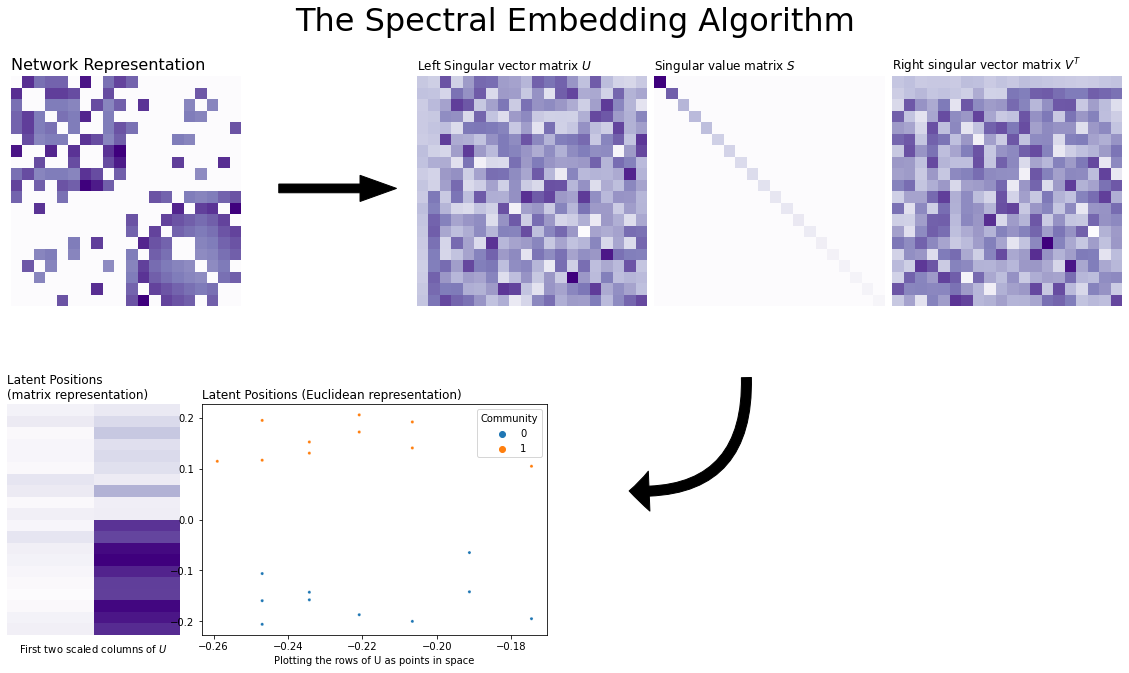 The Spectral Embedding Algorithm
Network Representation
Left Singular vector matrix U
Singular value matrix S
Right singular vector matrix V^T
Latent Positions
(matrix representation)
First two scaled columns of U
Latent Positions (Euclidean representation)
0.2
0.1
0.0
−0.1
−0.2
Community
0
1
−0.26
−0.24
−0.22
−0.20
−0.18
Plotting the rows of U as points in space